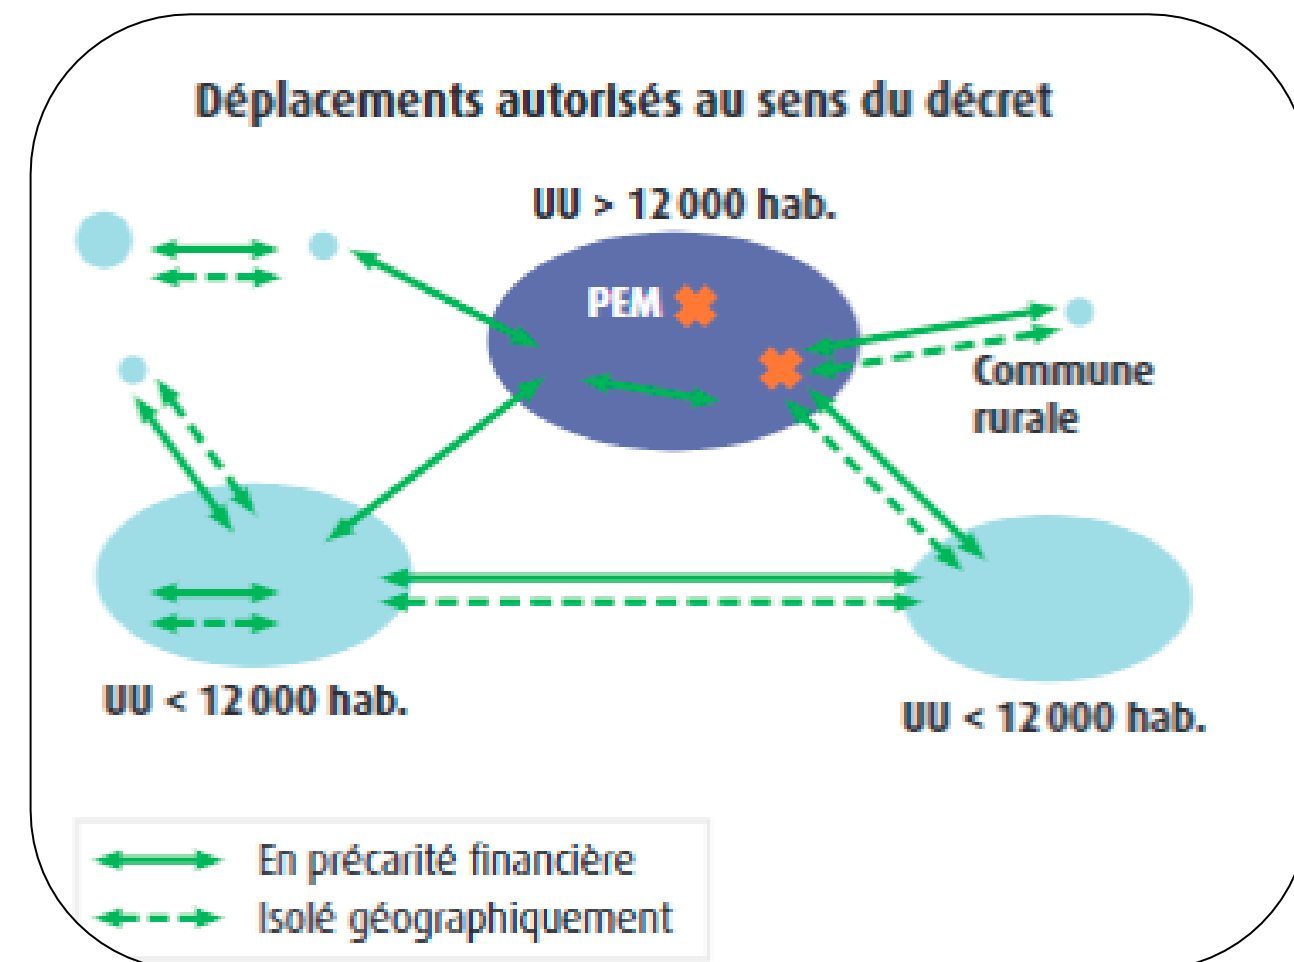 Déplacements autorisés au sens du décret
UU > 12 000 hab.
PEM
Commune
rurale
UU < 12 000 hab.
UU < 12 000 hab.
En précarité financière
Isolé géographiquement